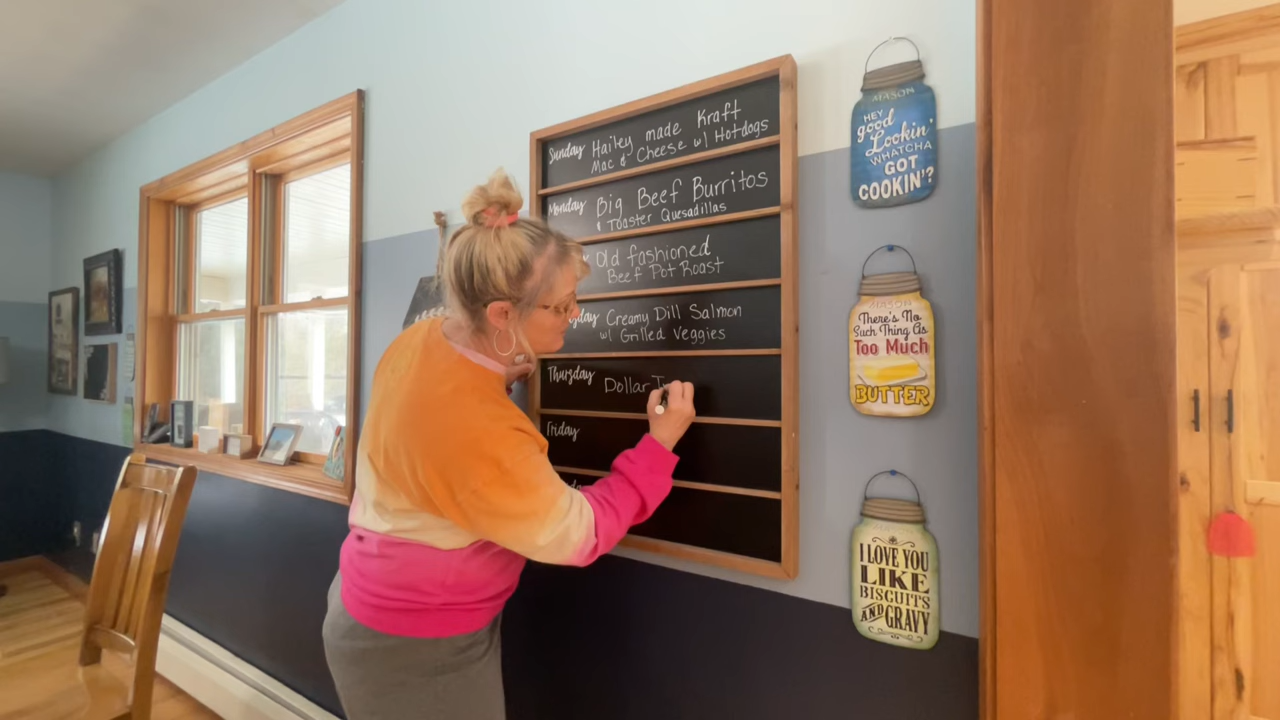 Sunday
Hailey made Kraft
Mac & Cheese w/ Hotdogs
Monday
Big Beef Burritos
& Toaster Quesadillas
Old fashioned
Beef Pot Roast
Creamy Dill Salmon
w/ Grilled Veggies
Thursday
Dollar
Friday
MASON
HEY
good
Lookin'
WHATCHA
GOT
COOKIN'?
MASON
There's No
Such Thing As
Too Much
BUTTER
I LOVE YOU
LIKE
BISCUITS
AND GRAVY